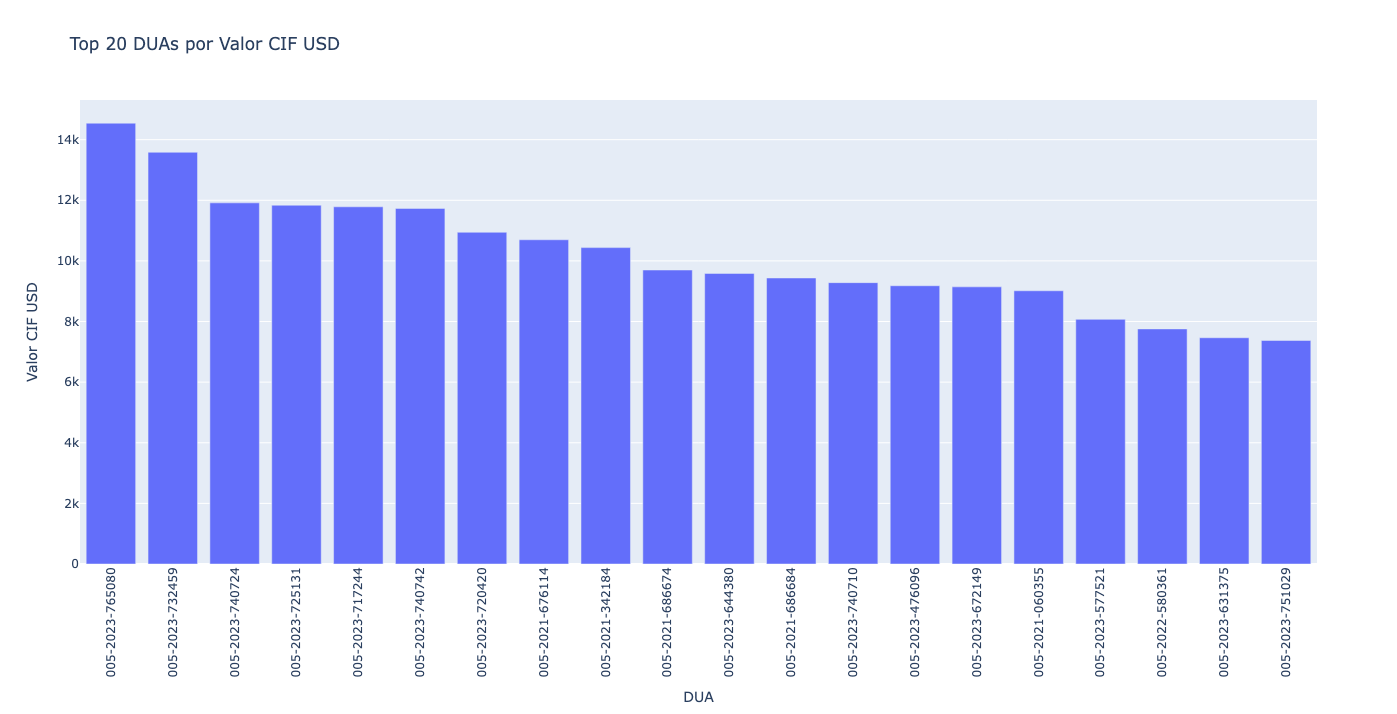 Top 20 DUAs por Valor CIF USD
Valor CIF USD
14k
12k
10k
8k
6k
4k
2k
0
005-2023-765080
005-2023-732459
005-2023-740724
005-2023-725131
005-2023-717244
005-2023-740742
005-2023-720420
005-2021-676114
005-2021-342184
005-2021-686674
005-2023-644380
005-2021-686684
005-2023-740710
005-2023-476096
005-2023-672149
005-2021-060355
005-2023-577521
005-2022-580361
005-2023-631375
005-2023-751029
DUA